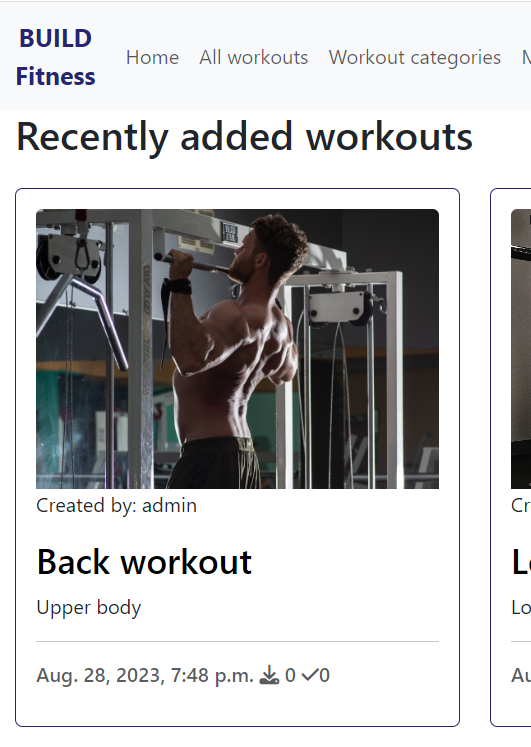 BUILD
Fitness
Home All workouts Workout categories
Recently added workouts
Created by: admin
Back workout
Upper body
Aug. 28, 2023, 7:48 p.m. 0 0